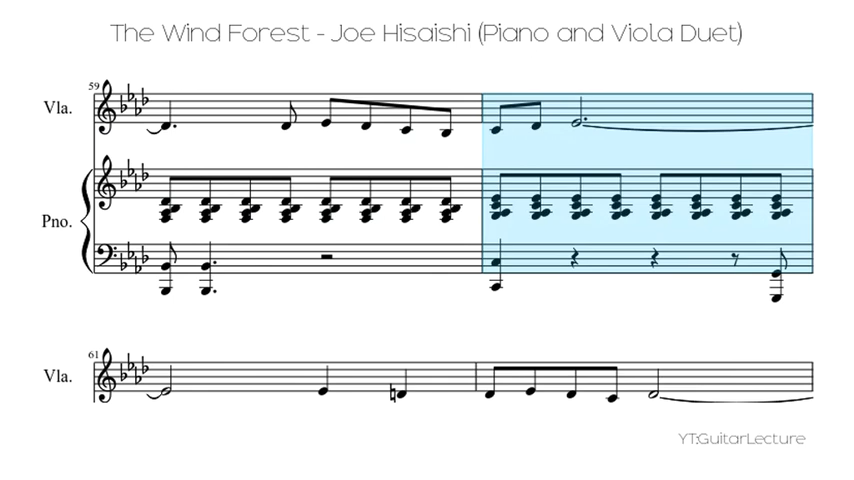 The Wind Forest - Joe Hisaishi (Piano and Viola Duet)
59
Vla.
Pno.
61
Vla.
YT:GuitarLecture